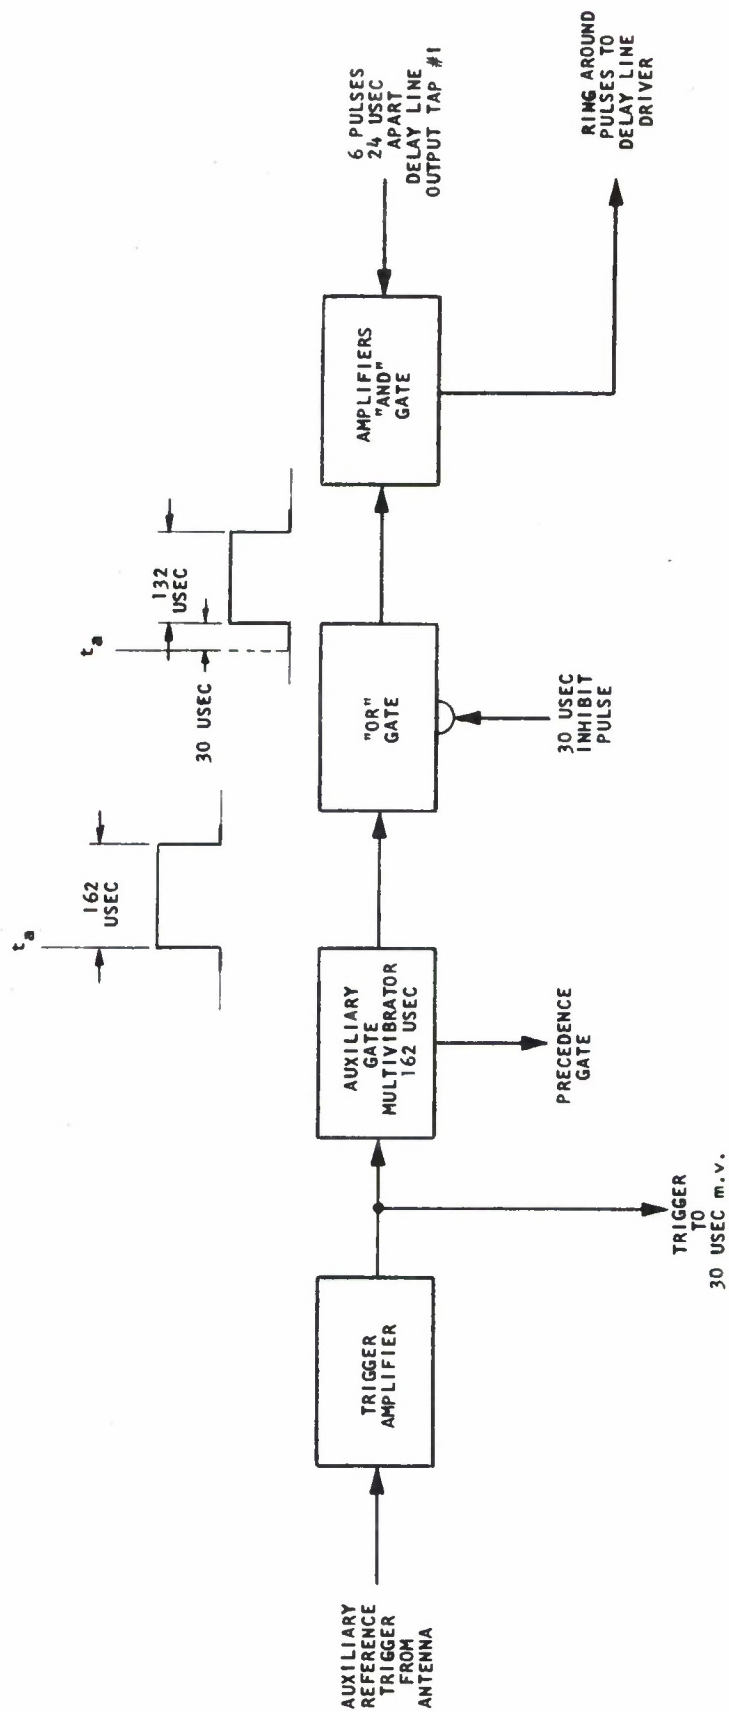 AUXILIARY
REFERENCE
TRIGGER
FROM
ANTENNA
TRIGGER
AMPLIFIER
TRIGGER
TO
30 USEC m.v.
AUXILIARY
GATE
MULTIVIBRATOR
162 USEC
PRECEDENCE
GATE
ta
162
USEC
"OR"
GATE
30 USEC
INHIBIT
PULSE
ta
30 USEC
132
USEC
AMPLIFIERS
"AND"
GATE
6 PULSES
24 USEC
APART
DELAY LINE
OUTPUT TAP #1
RING AROUND
PULSES TO
DELAY LINE
DRIVER